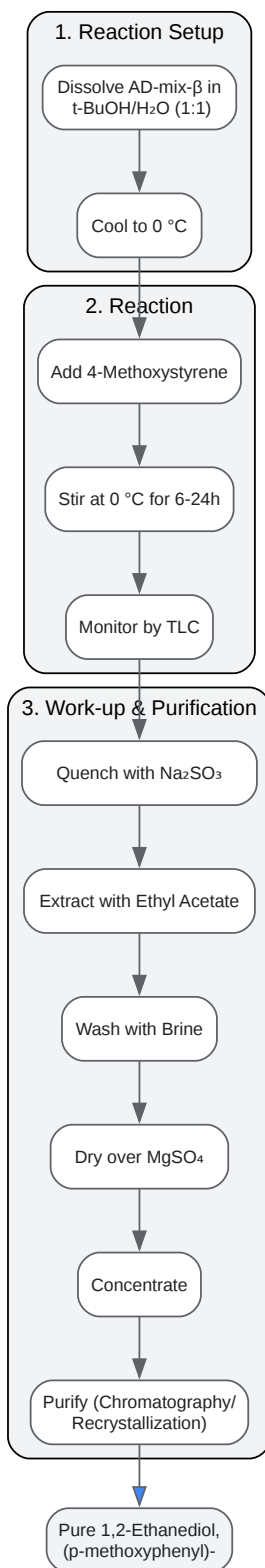 1. Reaction Setup
Dissolve AD-mix-β in
t-BuOH/H₂O (1:1)
Cool to 0 °C
2. Reaction
Add 4-Methoxystyrene
Stir at 0 °C for 6-24h
Monitor by TLC
3. Work-up & Purification
Quench with Na₂SO₃
Extract with Ethyl Acetate
Wash with Brine
Dry over MgSO₄
Concentrate
Purify (Chromatography/
Recrystallization)
Pure 1,2-Ethanediol,
(p-methoxyphenyl)-